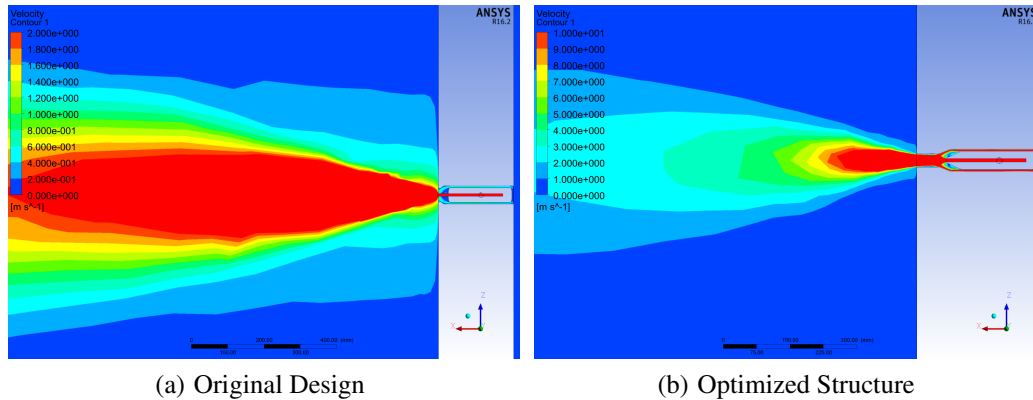 Velocity
Contour 1
2.000e+000
1.800e+000
1.600e+000
1.400e+000
1.200e+000
1.000e+000
8.000e-001
6.000e-001
4.000e-001
2.000e-001
0.000e+000
[m s^-1]
ANSYS
R16.2
Z
X
Y
0
200.00
400.00
(mm)
100.00
300.00
(a) Original Design
Velocity
Contour 1
1.000e+001
9.000e+000
8.000e+000
7.000e+000
6.000e+000
5.000e+000
4.000e+000
3.000e+000
2.000e+000
1.000e+000
0.000e+000
[m s^-1]
ANSYS
R16.2
Z
X
Y
0
150.00
300.00
(mm)
75.00
225.00
(b) Optimized Structure